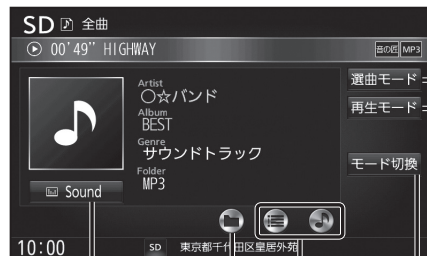 SD 全曲
00'49" HIGHWAY
音の匠 MP3
Artist
○☆バンド
Album
BEST
Genre
サウンドトラック
Folder
MP3
選曲モード
再生モード
モード切換
Sound
10:00 SD 東京都千代田区皇居外苑